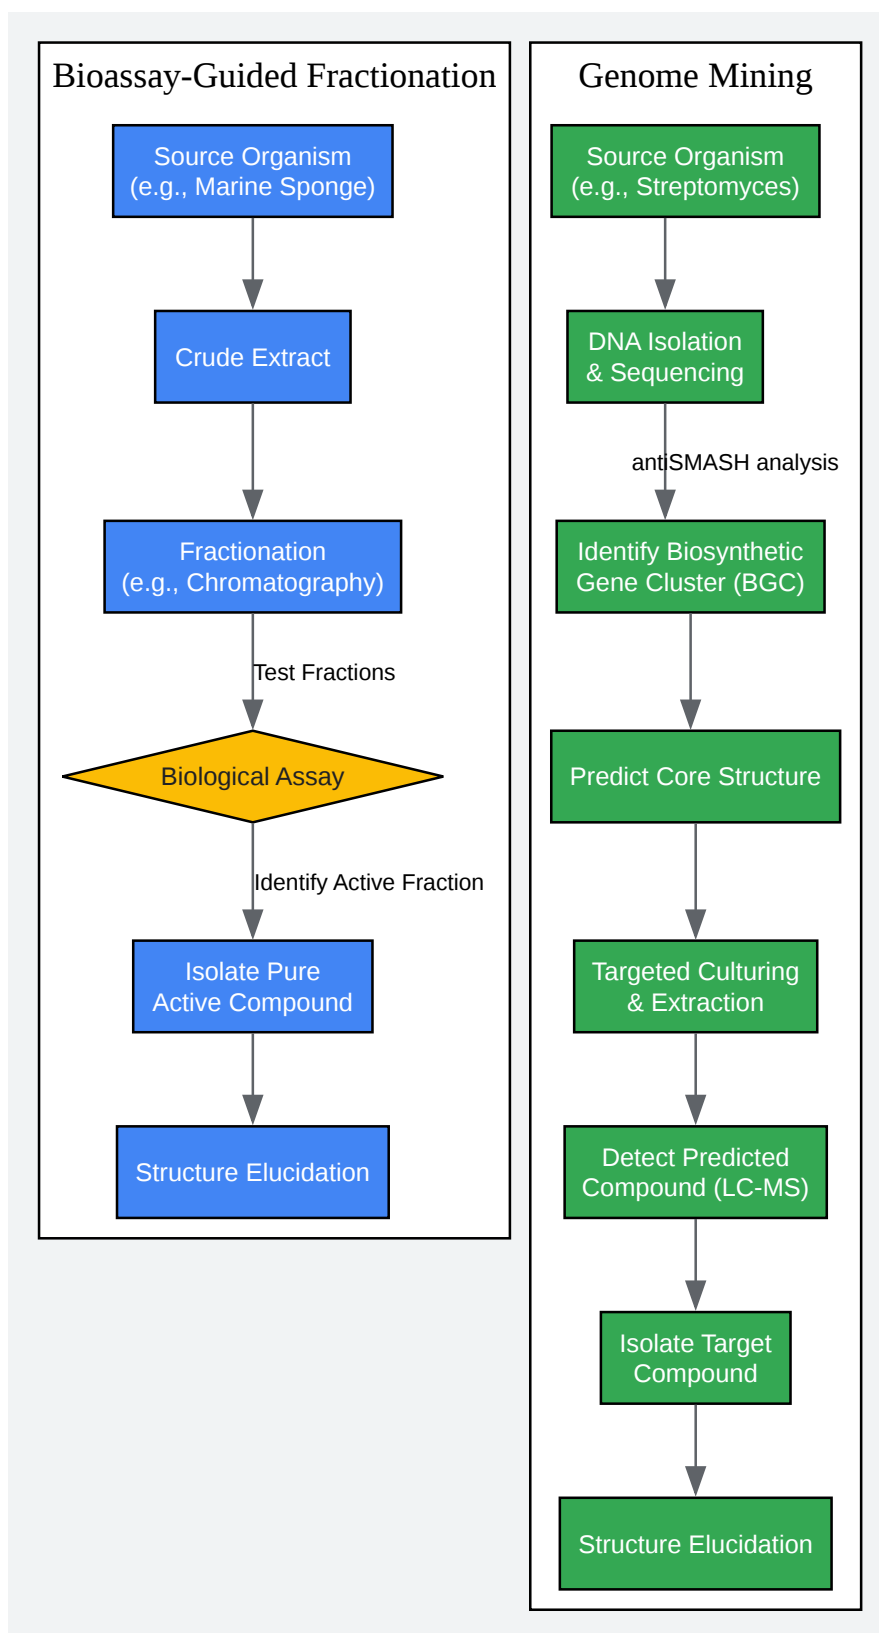 Bioassay-Guided Fractionation
Source Organism
(e.g., Marine Sponge)
Crude Extract
Fractionation
(e.g., Chromatography)
Test Fractions
Biological Assay
Identify Active Fraction
Isolate Pure
Active Compound
Structure Elucidation
Genome Mining
Source Organism
(e.g., Streptomyces)
DNA Isolation
& Sequencing
antiSMASH analysis
Identify Biosynthetic
Gene Cluster (BGC)
Predict Core Structure
Targeted Culturing
& Extraction
Detect Predicted
Compound (LC-MS)
Isolate Target
Compound
Structure Elucidation